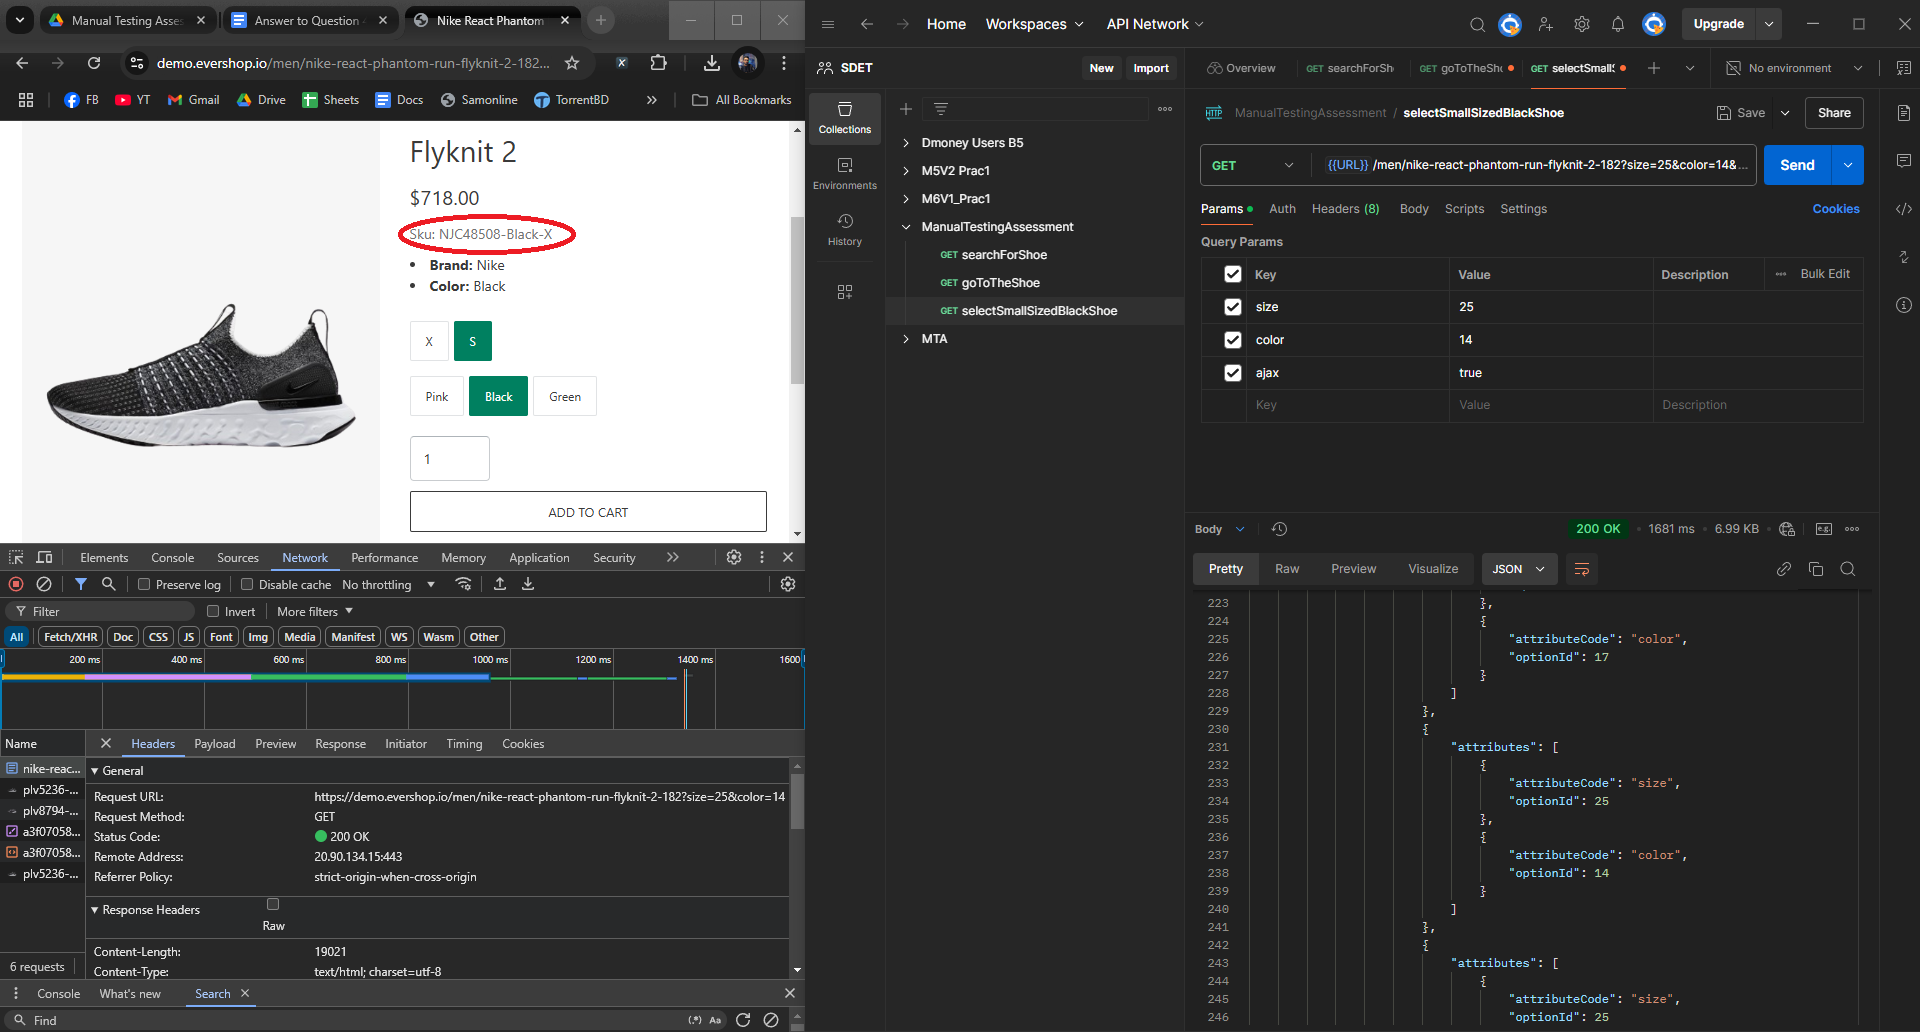 Manual Testing Asses
Answer to Question -
Nike React Phantom
demo.evershop.io/men/nike-react-phantom-run-flyknit-2-182...
FB
YT
Gmail
Drive
Sheets
Docs
Samonline
TorrentBD
All Bookmarks
Flyknit 2
$718.00
Sku: NJC48508-Black-X
Brand: Nike
Color: Black
X
S
Pink
Black
Green
1
ADD TO CART
Elements
Console
Sources
Network
Performance
Memory
Application
Security
Preserve log
Disable cache
No throttling
Filter
Invert
More filters
All
Fetch/XHR
Doc
CSS
JS
Font
Img
Media
Manifest
WS
Wasm
Other
200 ms
400 ms
600 ms
800 ms
1000 ms
1200 ms
1400 ms
1600
Name
Headers
Payload
Preview
Response
Initiator
Timing
Cookies
nike-reac...
plv5236-...
plv8794-...
a3f07058...
a3f07058...
plv5236-...
6 requests
General
Request URL:
https://demo.evershop.io/men/nike-react-phantom-run-flyknit-2-182?size=25&color=14
Request Method:
GET
Status Code:
200 OK
Remote Address:
20.90.134.15:443
Referrer Policy:
strict-origin-when-cross-origin
Response Headers
Raw
Content-Length:
19021
Content-Type:
text/html; charset=utf-8
Console
What's new
Search
Find
(.*)
Aa
Home
Workspaces
API Network
Upgrade
SDET
New
Import
Overview
GET searchForSh
GET goToTheSho
GET selectSmallS
No environment
Collections
Environments
History
Dmoney Users B5
M5V2 Prac1
M6V1_Prac1
ManualTestingAssessment
GET searchForShoe
GET goToTheShoe
GET selectSmallSizedBlackShoe
MTA
HTTP
ManualTestingAssessment / selectSmallSizedBlackShoe
Save
Share
GET
{{URL}} /men/nike-react-phantom-run-flyknit-2-182?size=25&color=14&...
Send
Params
Auth
Headers (8)
Body
Scripts
Settings
Cookies
Query Params
Key
Value
Description
Bulk Edit
size
25
color
14
ajax
true
Key
Value
Description
Body
200 OK
1681 ms
6.99 KB
e.g.
Pretty
Raw
Preview
Visualize
JSON
223 },
224 {
225 "attributeCode": "color",
226 "optionId": 17
227 }
228 ]
229 },
230 {
231 "attributes": [
232 {
233 "attributeCode": "size",
234 "optionId": 25
235 },
236 {
237 "attributeCode": "color",
238 "optionId": 14
239 }
240 ]
241 },
242 {
243 "attributes": [
244 {
245 "attributeCode": "size",
246 "optionId": 25